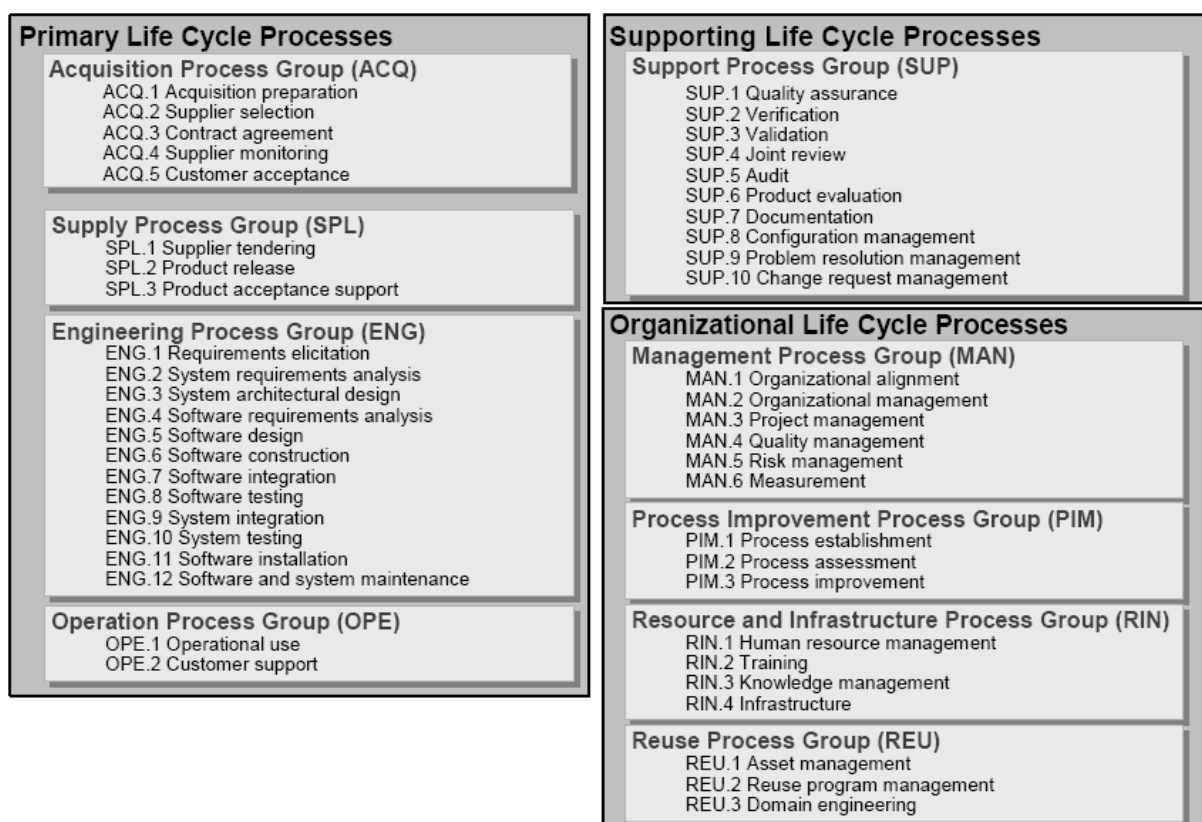 Primary Life Cycle Processes
Acquisition Process Group (ACQ)
ACQ.1 Acquisition preparation
ACQ.2 Supplier selection
ACQ.3 Contract agreement
ACQ.4 Supplier monitoring
ACQ.5 Customer acceptance
Supply Process Group (SPL)
SPL.1 Supplier tendering
SPL.2 Product release
SPL.3 Product acceptance support
Engineering Process Group (ENG)
ENG.1 Requirements elicitation
ENG.2 System requirements analysis
ENG.3 System architectural design
ENG.4 Software requirements analysis
ENG.5 Software design
ENG.6 Software construction
ENG.7 Software integration
ENG.8 Software testing
ENG.9 System integration
ENG.10 System testing
ENG.11 Software installation
ENG.12 Software and system maintenance
Operation Process Group (OPE)
OPE.1 Operational use
OPE.2 Customer support
Supporting Life Cycle Processes
Support Process Group (SUP)
SUP.1 Quality assurance
SUP.2 Verification
SUP.3 Validation
SUP.4 Joint review
SUP.5 Audit
SUP.6 Product evaluation
SUP.7 Documentation
SUP.8 Configuration management
SUP.9 Problem resolution management
SUP.10 Change request management
Organizational Life Cycle Processes
Management Process Group (MAN)
MAN.1 Organizational alignment
MAN.2 Organizational management
MAN.3 Project management
MAN.4 Quality management
MAN.5 Risk management
MAN.6 Measurement
Process Improvement Process Group (PIM)
PIM.1 Process establishment
PIM.2 Process assessment
PIM.3 Process improvement
Resource and Infrastructure Process Group (RIN)
RIN.1 Human resource management
RIN.2 Training
RIN.3 Knowledge management
RIN.4 Infrastructure
Reuse Process Group (REU)
REU.1 Asset management
REU.2 Reuse program management
REU.3 Domain engineering